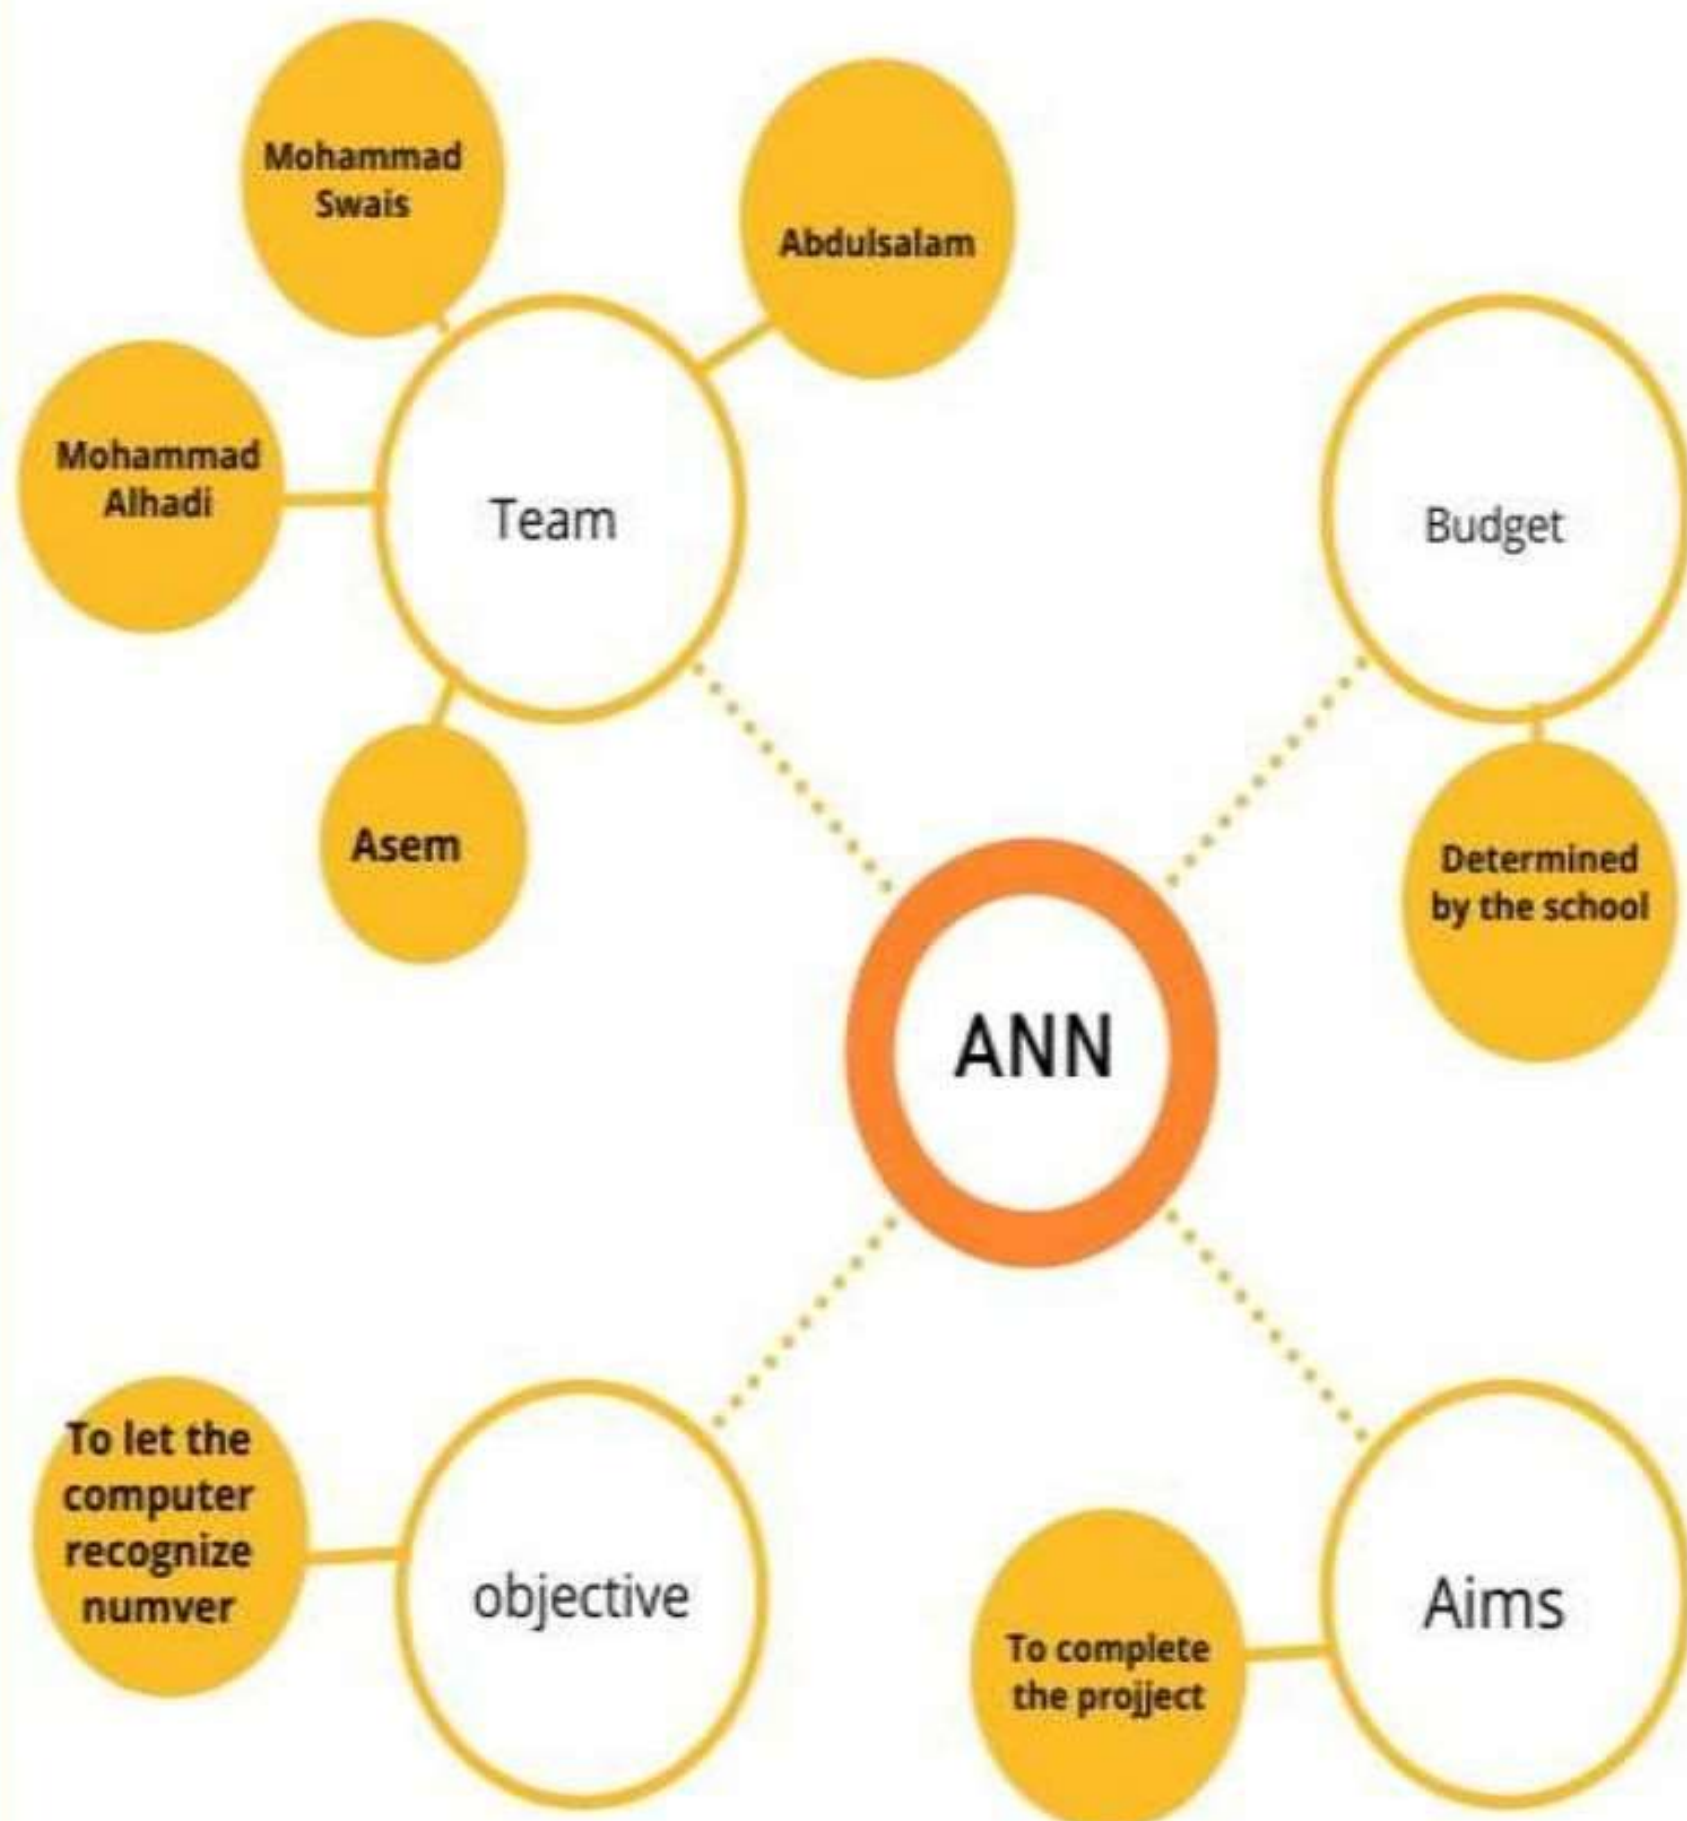 Mohammad
Swais
Abdulsalam
Mohammad
Alhadi
Team
Budget
Asem
Determined
by the school
ANN
To let the
computer
recognize
numver
objective
Aims
To complete
the projject